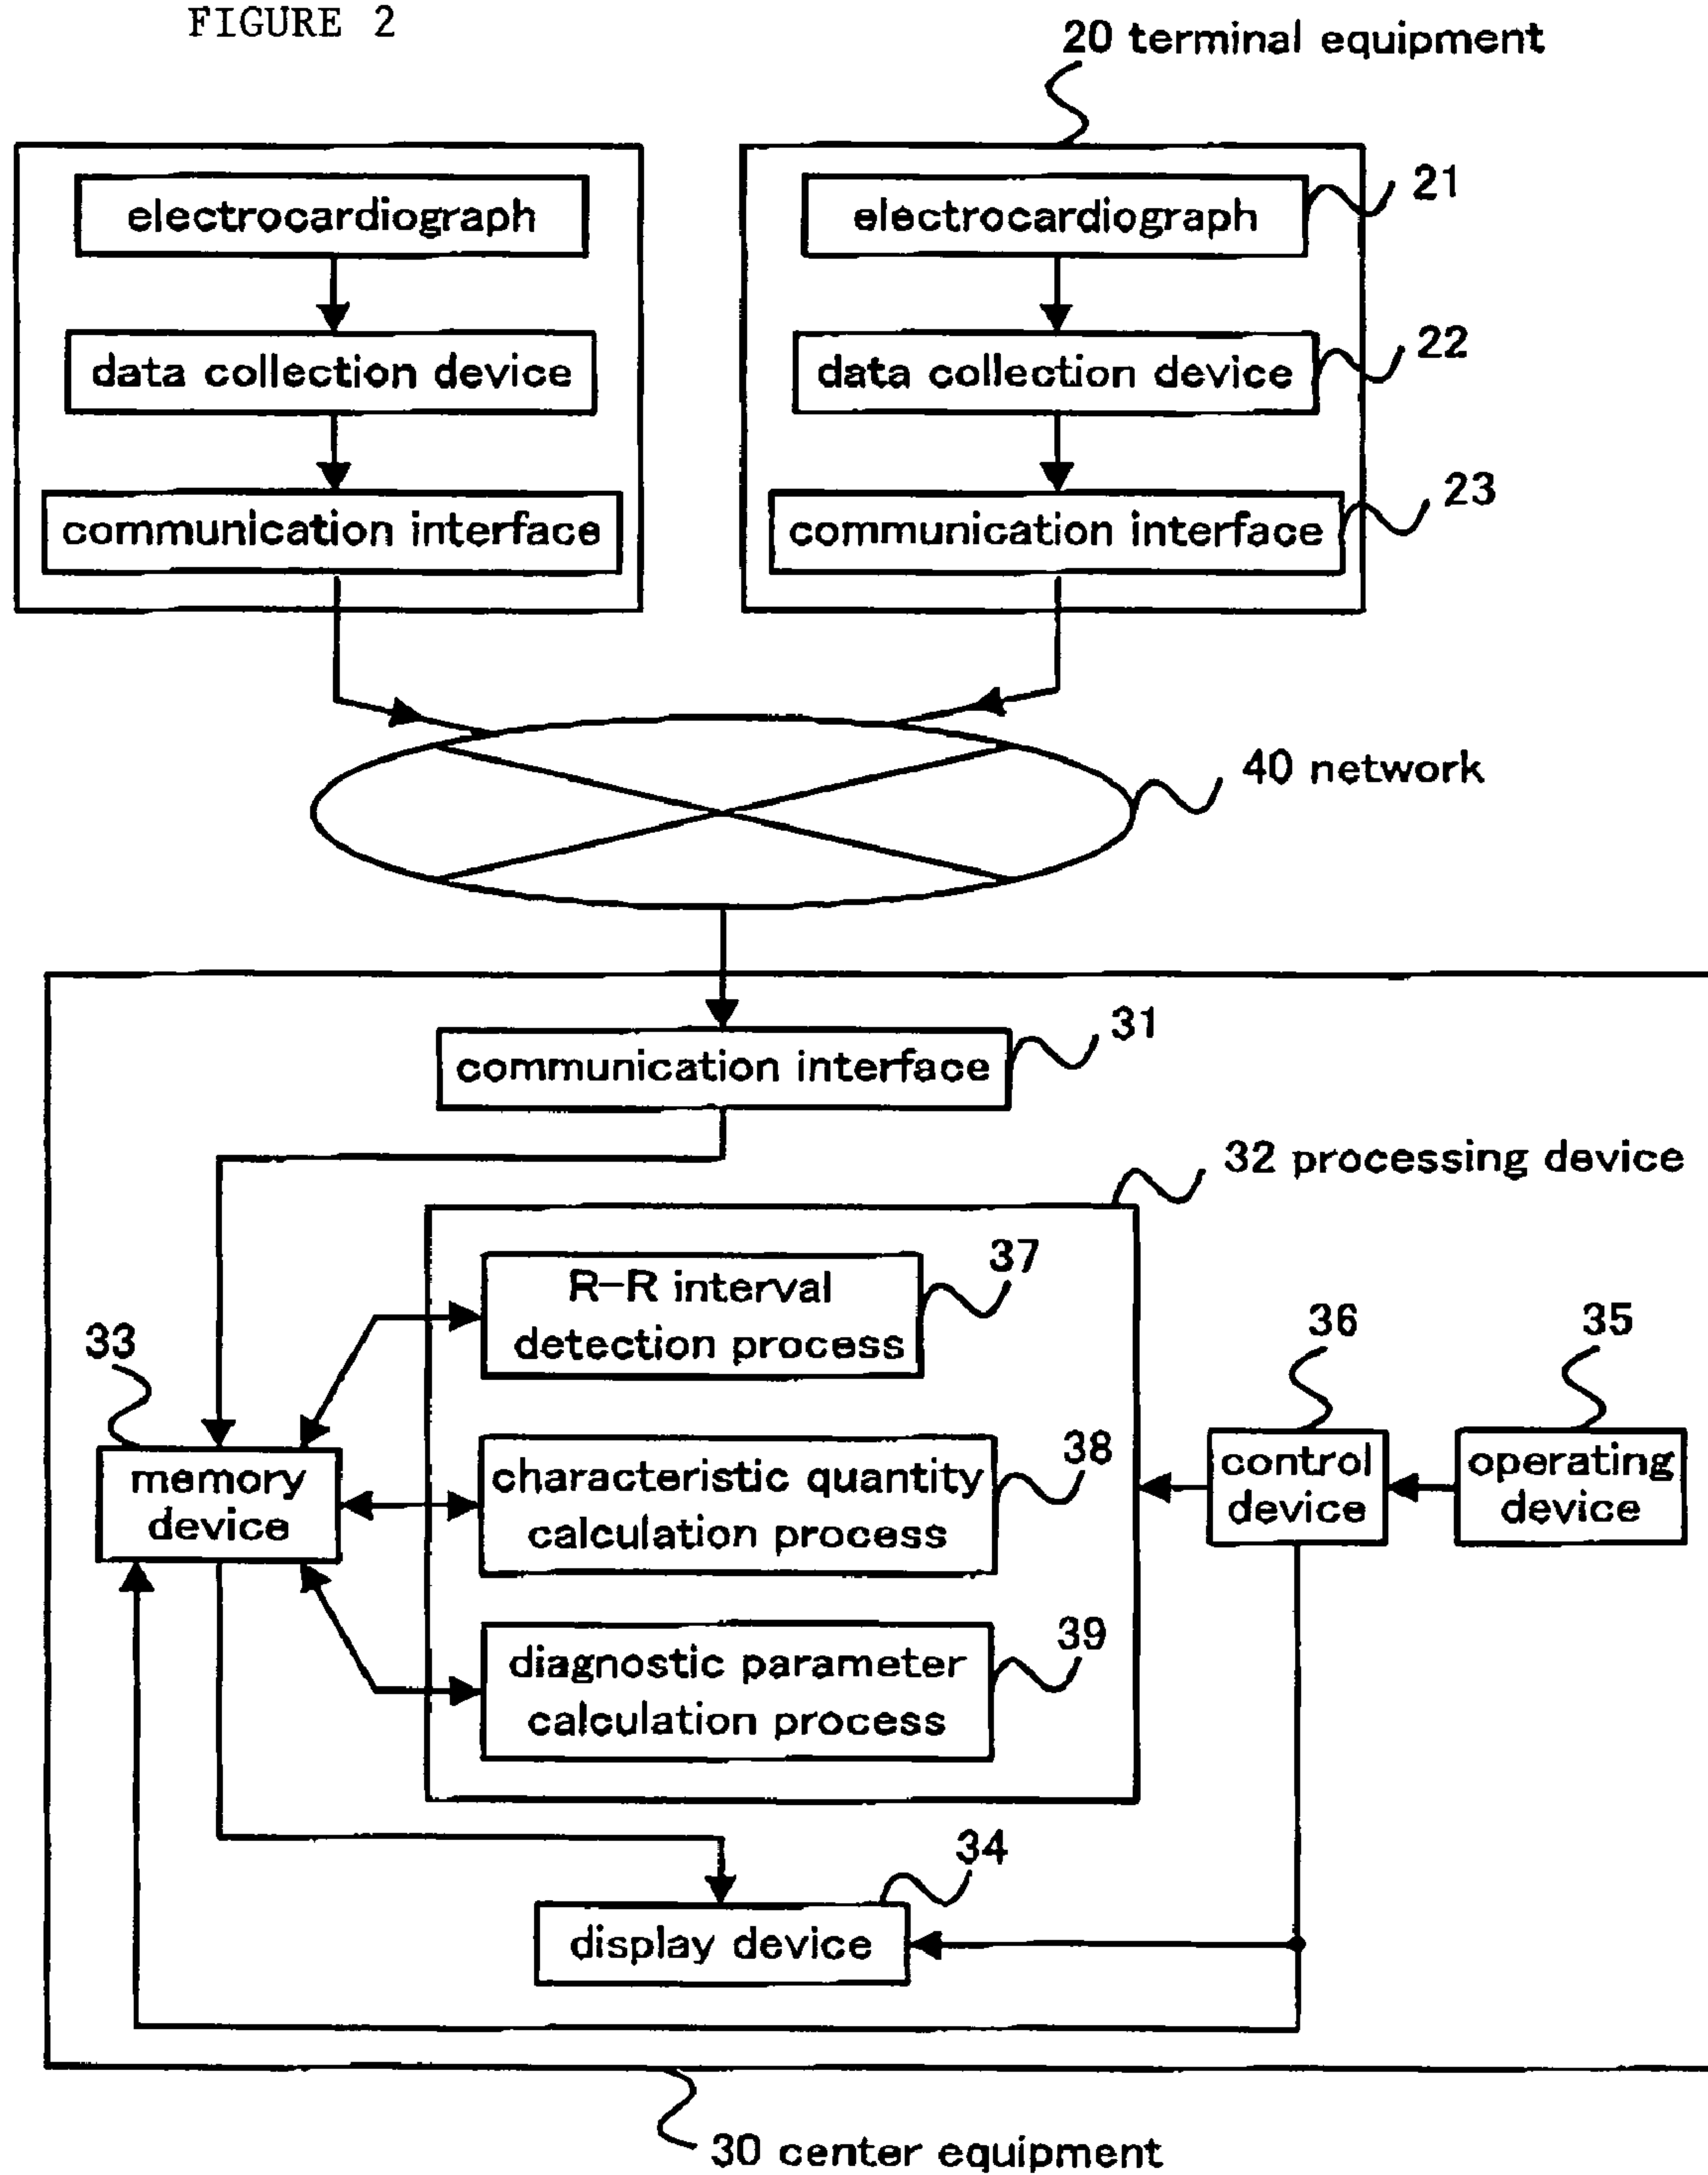 FIGURE 2
20 terminal equipment
electrocardiograph
data collection device
communication interface
electrocardiograph
21
data collection device
22
communication interface
23
40 network
communication interface
31
32 processing device
R-R interval
detection process
37
33
memory
device
characteristic quantity
calculation process
38
36
control
device
35
operating
device
diagnostic parameter
calculation process
39
34
display device
30 center equipment